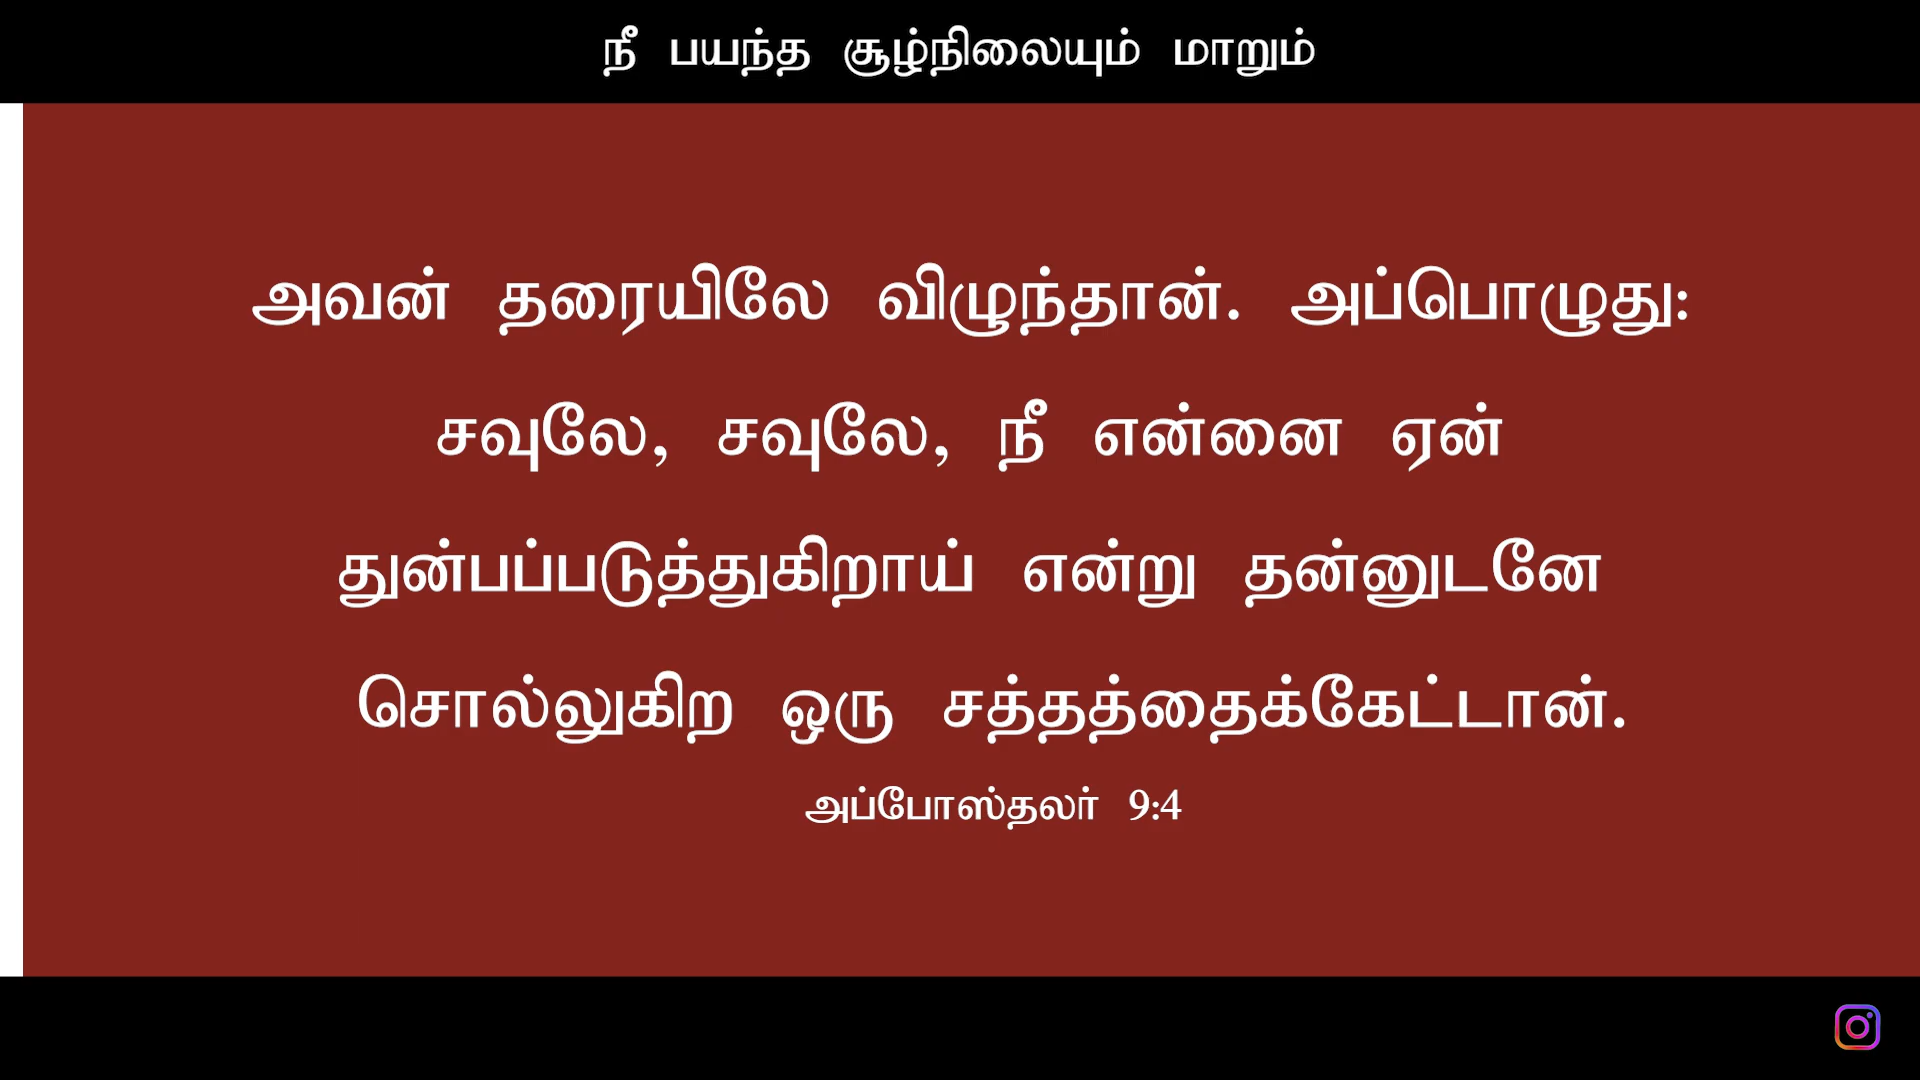 நீ பயந்த சூழ்நிலையும் மாறும்
அவன் தரையிலே விழுந்தான். அப்பொழுது:
சவுலே, சவுலே, நீ என்னை ஏன்
துன்பப்படுத்துகிறாய் என்று தன்னுடனே
சொல்லுகிற ஒரு சத்தத்தைக்கேட்டான்.
அப்போஸ்தலர் 9:4